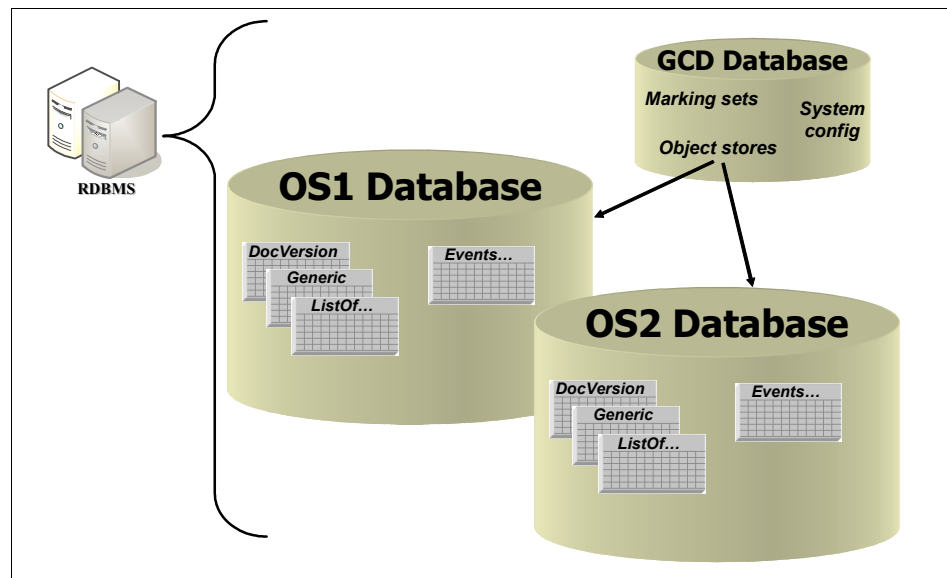 GCD Database
Marking sets
System
config
Object stores
RDBMS
OS1 Database
DocVersion
Generic
ListOf…
Events…
OS2 Database
DocVersion
Generic
ListOf…
Events…